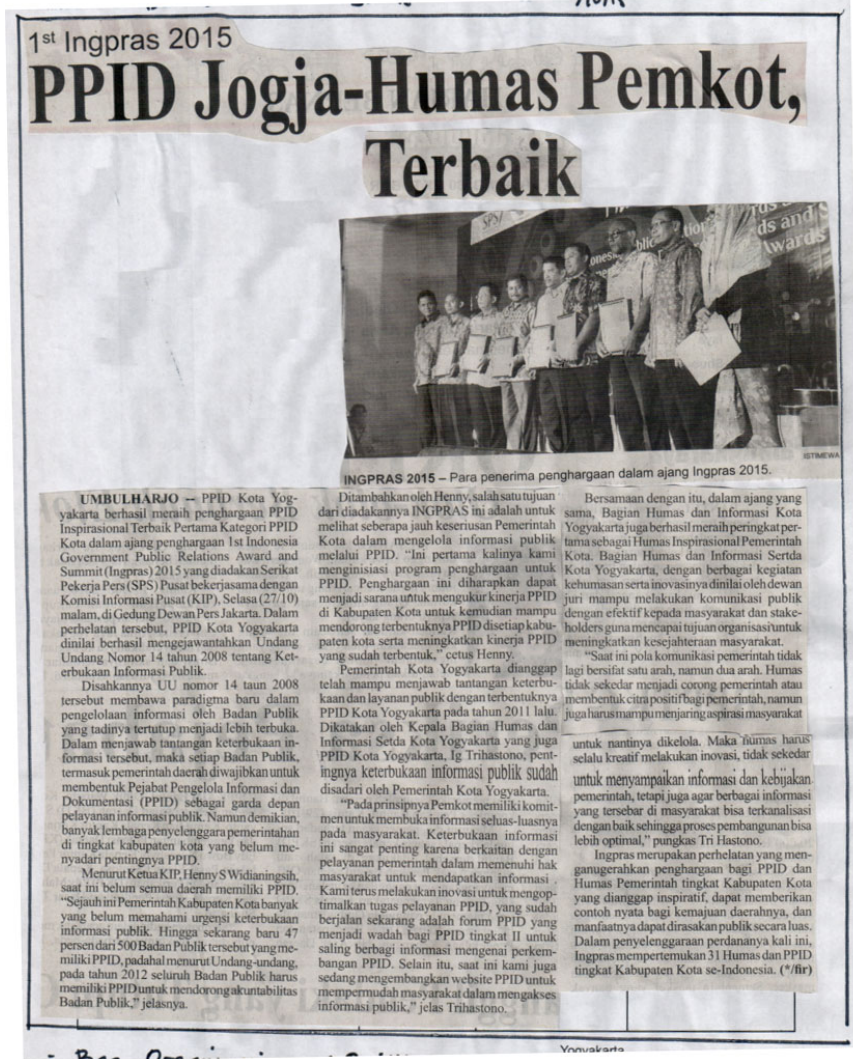 1st Ingpras 2015
PPID Jogja-Humas Pemkot,
Terbaik
SPS
ISTIMEWA
INGPRAS 2015 – Para penerima penghargaan dalam ajang Ingpras 2015.
UMBULHARJO – PPID Kota Yog-
yakarta berhasil meraih penghargaan PPID
Inspirasional Terbaik Pertama Kategori PPID
Kota dalam ajang penghargaan 1st Indonesia
Government Public Relations Award and
Summit (Ingpras) 2015 yang diadakan Serikat
Pekerja Pers (SPS) Pusat bekerjasama dengan
Komisi Informasi Pusat (KIP), Selasa (27/10)
malam, di Gedung Dewan Pers Jakarta. Dalam
perhelatan tersebut, PPID Kota Yogyakarta
dinilai berhasil mengejawantahkan Undang
Undang Nomor 14 tahun 2008 tentang Ket-
erbukaan Informasi Publik.
Disahkannya UU nomor 14 taun 2008
tersebut membawa paradigma baru dalam
pengelolaan informasi oleh Badan Publik
yang tadinya tertutup menjadi lebih terbuka.
Dalam menjawab tantangan keterbukaan in-
formasi tersebut, maka setiap Badan Publik,
termasuk pemerintah daerah diwajibkan untuk
membentuk Pejabat Pengelola Informasi dan
Dokumentasi (PPID) sebagai garda depan
pelayanan informasi publik. Namun demikian,
banyak lembaga penyelenggara pemerintahan
di tingkat kabupaten kota yang belum me-
nyadari pentingnya PPID.
Menurut Ketua KIP, Henny S Widianingsih,
saat ini belum semua daerah memiliki PPID.
“Sejauh ini Pemerintah Kabupaten Kota banyak
yang belum memahami urgensi keterbukaan
informasi publik. Hingga sekarang baru 47
persen dari 500 Badan Publik tersebut yang me-
miliki PPID, padahal menurut Undang-undang,
pada tahun 2012 seluruh Badan Publik harus
memiliki PPID untuk mendorong akuntabilitas
Badan Publik,” jelasnya.
Ditambahkan oleh Henny, salah satu tujuan
dari diadakannya INGPRAS ini adalah untuk
melihat seberapa jauh keseriusan Pemerintah
Kota dalam mengelola informasi publik
melalui PPID. “Ini pertama kalinya kami
menginisiasi program penghargaan untuk
PPID. Penghargaan ini diharapkan dapat
menjadi sarana untuk mengukur kinerja PPID
di Kabupaten Kota untuk kemudian mampu
mendorong terbentuknya PPID disetiap kabu-
paten kota serta meningkatkan kinerja PPID
yang sudah terbentuk,” cetus Henny.
Pemerintah Kota Yogyakarta dianggap
telah mampu menjawab tantangan keterbu-
kaan dan layanan publik dengan terbentuknya
PPID Kota Yogyakarta pada tahun 2011 lalu.
Dikatakan oleh Kepala Bagian Humas dan
Informasi Setda Kota Yogyakarta yang juga
PPID Kota Yogyakarta, Ig Trihastono, pent-
ingnya keterbukaan informasi publik sudah
disadari oleh Pemerintah Kota Yogyakarta.
“Pada prinsipnya Pemkot memiliki komit-
men untuk membuka informasi seluas-luasnya
pada masyarakat. Keterbukaan informasi
ini sangat penting karena berkaitan dengan
pelayanan pemerintah dalam memenuhi hak
masyarakat untuk mendapatkan informasi .
Kami terus melakukan inovasi untuk mengop-
timalkan tugas pelayanan PPID, yang sudah
berjalan sekarang adalah forum PPID yang
menjadi wadah bagi PPID tingkat II untuk
saling berbagi informasi mengenai perkem-
bangan PPID. Selain itu, saat ini kami juga
sedang mengembangkan website PPID untuk
mempermudah masyarakat dalam mengakses
informasi publik,” jelas Trihastono.
Bersamaan dengan itu, dalam ajang yang
sama, Bagian Humas dan Informasi Kota
Yogyakarta juga berhasil meraih peringkat per-
tama sebagai Humas Inspirasional Pemerintah
Kota. Bagian Humas dan Informasi Sertda
Kota Yogyakarta, dengan berbagai kegiatan
kehumasan serta inovasinya dinilai oleh dewan
juri mampu melakukan komunikasi publik
dengan efektif kepada masyarakat dan stake-
holders guna mencapai tujuan organisasi untuk
meningkatkan kesejahteraan masyarakat.
“Saat ini pola komunikasi pemerintah tidak
lagi bersifat satu arah, namun dua arah. Humas
tidak sekedar menjadi corong pemerintah atau
membentuk citra positif bagi pemerintah, namun
juga harus mampu menjaring aspirasi masyarakat
untuk nantinya dikelola. Maka humas harus
selalu kreatif melakukan inovasi, tidak sekedar
untuk menyampaikan informasi dan kebijakan
pemerintah, tetapi juga agar berbagai informasi
yang tersebar di masyarakat bisa terkanalisasi
dengan baik sehingga proses pembangunan bisa
lebih optimal,” pungkas Tri Hastono.
Ingpras merupakan perhelatan yang men-
ganugerahkan penghargaan bagi PPID dan
Humas Pemerintah tingkat Kabupaten Kota
yang dianggap inspiratif, dapat memberikan
contoh nyata bagi kemajuan daerahnya, dan
manfaatnya dapat dirasakan publik secara luas.
Dalam penyelenggaraan perdananya kali ini,
Ingpras mempertemukan 31 Humas dan PPID
tingkat Kabupaten Kota se-Indonesia. (*/fir)
Yogyakarta